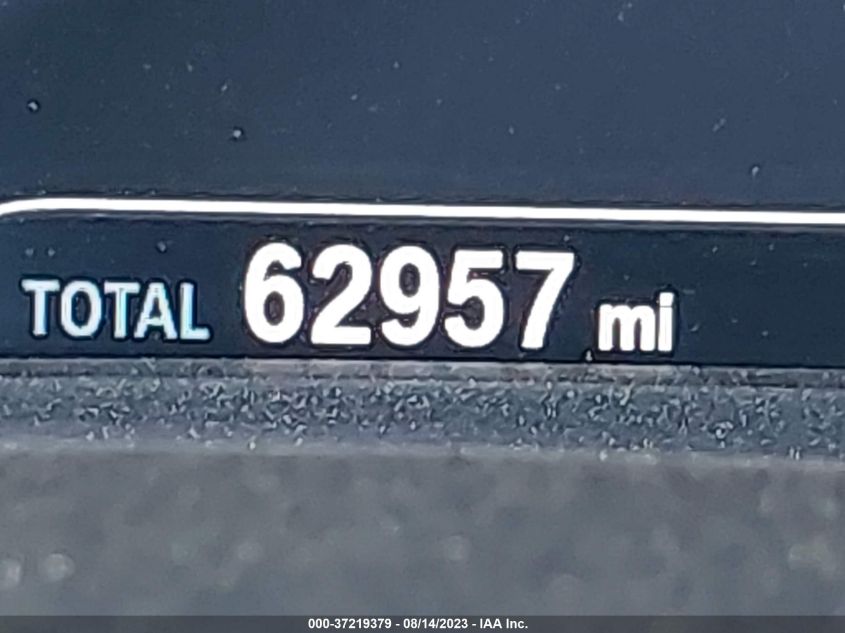 TOTAL 62957 mi
000-37219379 - 08/14/2023 - IAA Inc.